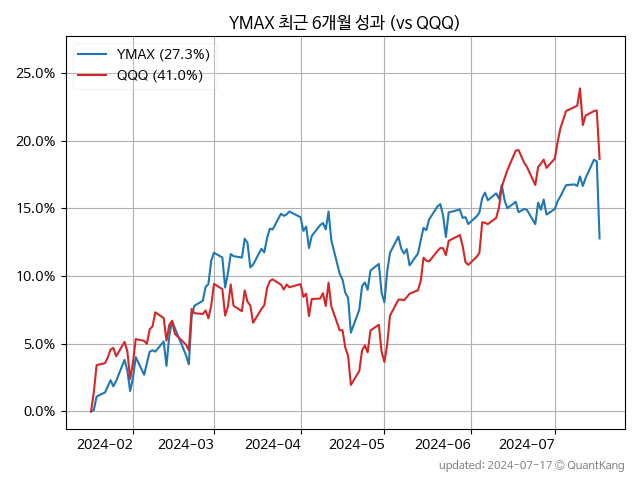 YMAX 최근 6개월 성과 (vs QQQ)
YMAX (27.3%)
QQQ (41.0%)
25.0%
20.0%
15.0%
10.0%
5.0%
0.0%
2024-02 2024-03 2024-04 2024-05 2024-06 2024-07
updated: 2024-07-17 © QuantKang